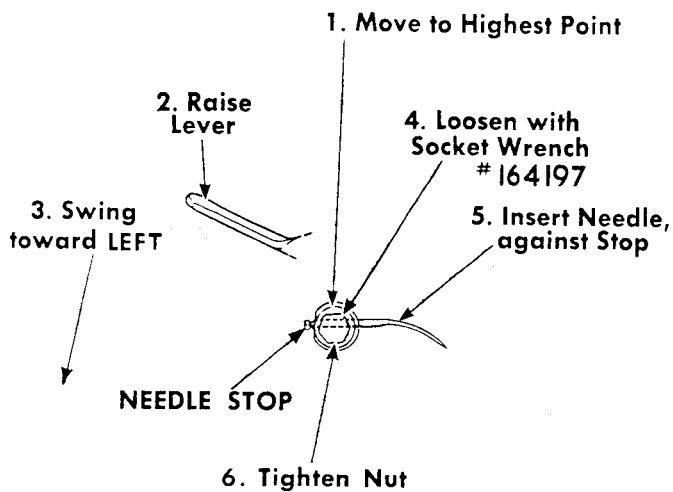 1. Move to Highest Point
2. Raise
Lever
4. Loosen with
Socket Wrench
#164197
3. Swing
toward LEFT
5. Insert Needle,
against Stop
NEEDLE STOP
6. Tighten Nut